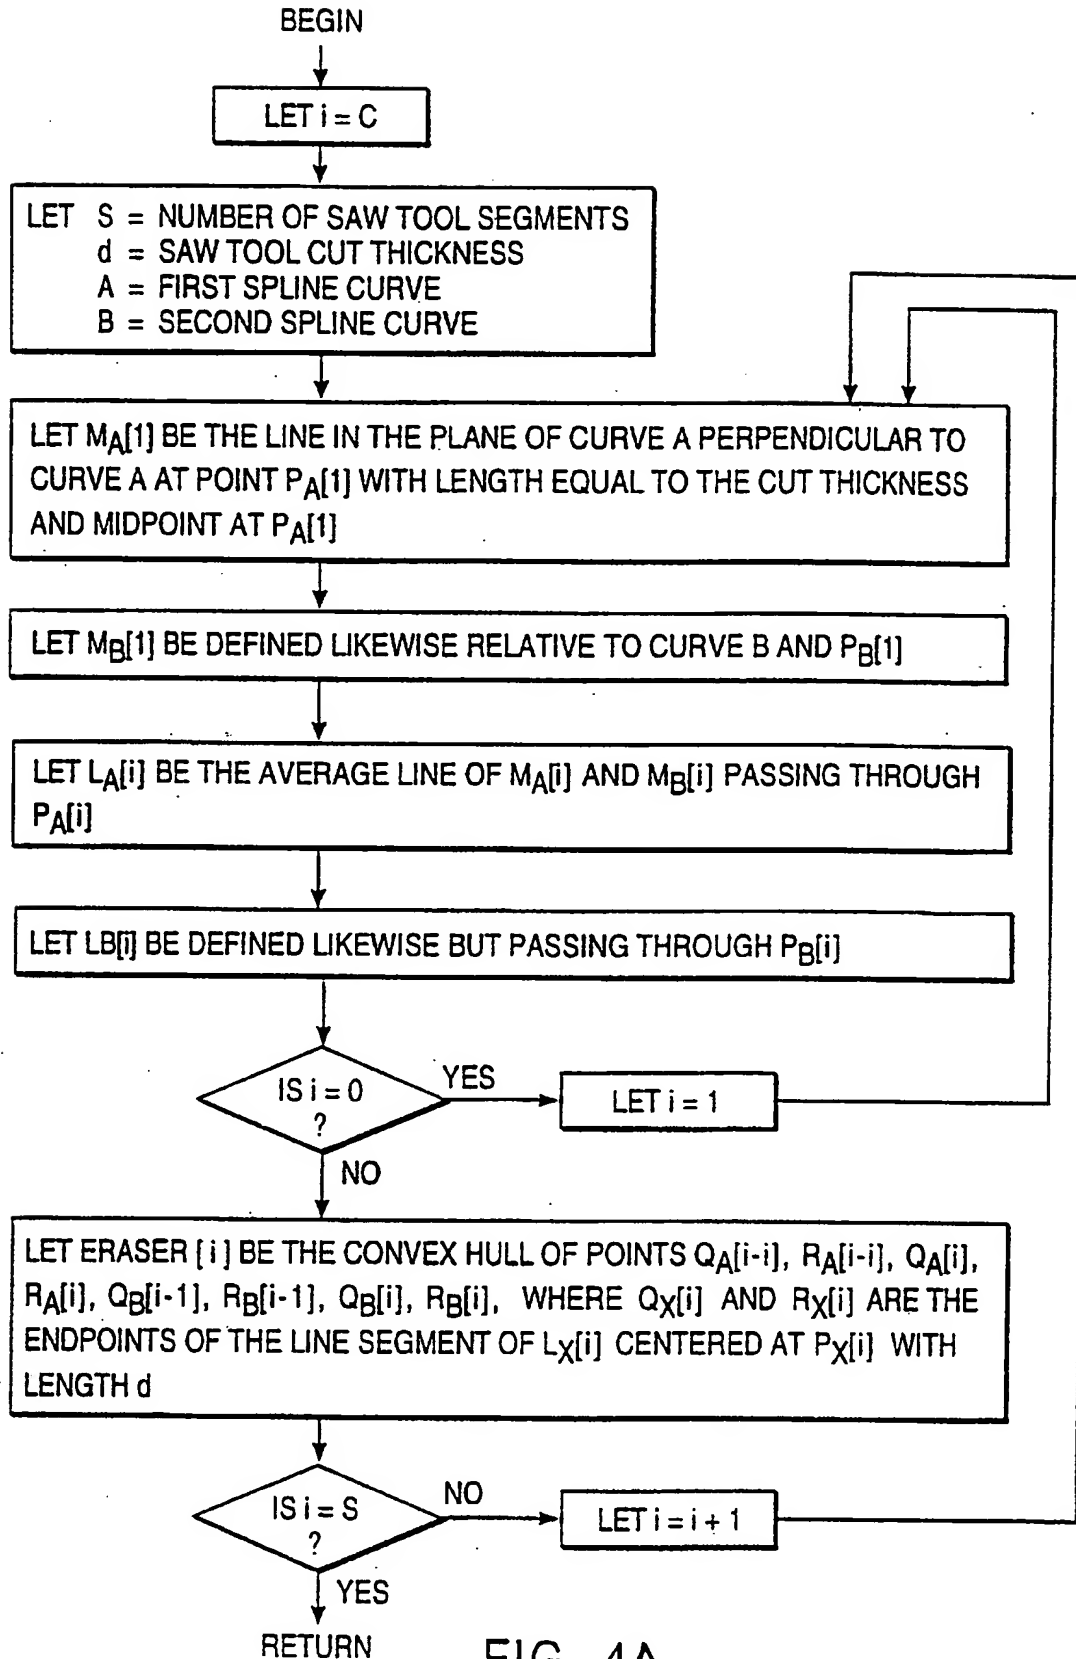 BEGIN
LET i = C
LET S = NUMBER OF SAW TOOL SEGMENTS
d = SAW TOOL CUT THICKNESS
A = FIRST SPLINE CURVE
B = SECOND SPLINE CURVE
LET MA[1] BE THE LINE IN THE PLANE OF CURVE A PERPENDICULAR TO
CURVE A AT POINT PA[1] WITH LENGTH EQUAL TO THE CUT THICKNESS
AND MIDPOINT AT PA[1]
LET MB[1] BE DEFINED LIKEWISE RELATIVE TO CURVE B AND PB[1]
LET LA[i] BE THE AVERAGE LINE OF MA[i] AND MB[i] PASSING THROUGH
PA[i]
LET LB[i] BE DEFINED LIKEWISE BUT PASSING THROUGH PB[i]
IS i = 0
?
YES
LET i = 1
NO
LET ERASER [i] BE THE CONVEX HULL OF POINTS QA[i-i], RA[i-i], QA[i],
RA[i], QB[i-1], RB[i-1], QB[i], RB[i], WHERE QX[i] AND RX[i] ARE THE
ENDPOINTS OF THE LINE SEGMENT OF LX[i] CENTERED AT PX[i] WITH
LENGTH d
IS i = S
?
NO
LET i = i + 1
YES
RETURN
FIG. 4A